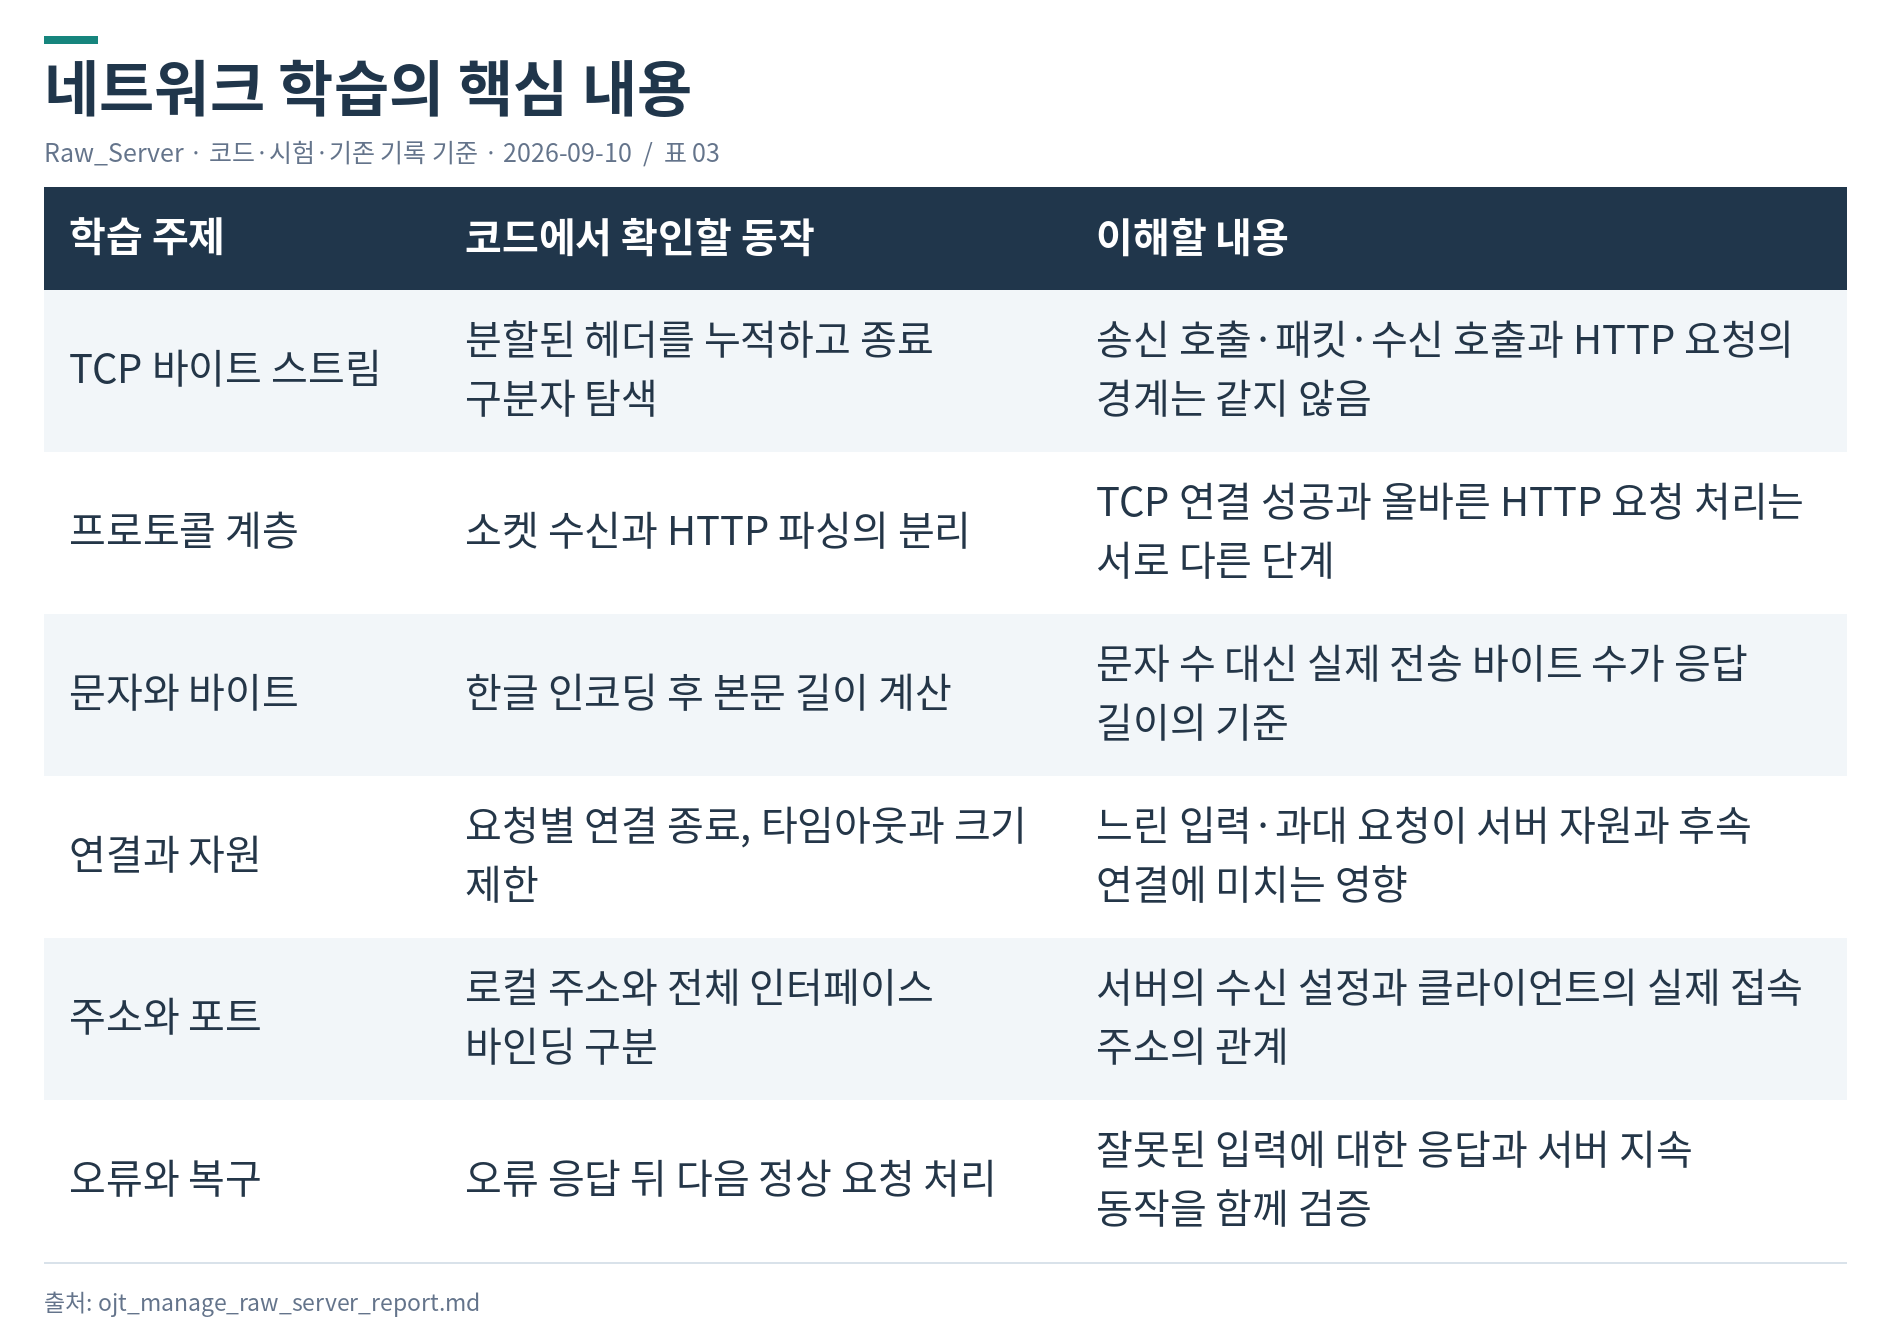 네트워크 학습의 핵심 내용
Raw_Server · 코드·시험·기존 기록 기준 · 2026-09-10 / 표 03
학습 주제 코드에서 확인할 동작 이해할 내용
TCP 바이트 스트림
분할된 헤더를 누적하고 종료
구분자 탐색
송신 호출·패킷·수신 호출과 HTTP 요청의
경계는 같지 않음
프로토콜 계층
소켓 수신과 HTTP 파싱의 분리
TCP 연결 성공과 올바른 HTTP 요청 처리는
서로 다른 단계
문자와 바이트
한글 인코딩 후 본문 길이 계산
문자 수 대신 실제 전송 바이트 수가 응답
길이의 기준
연결과 자원
요청별 연결 종료, 타임아웃과 크기
제한
느린 입력·과대 요청이 서버 자원과 후속
연결에 미치는 영향
주소와 포트
로컬 주소와 전체 인터페이스
바인딩 구분
서버의 수신 설정과 클라이언트의 실제 접속
주소의 관계
오류와 복구
오류 응답 뒤 다음 정상 요청 처리
잘못된 입력에 대한 응답과 서버 지속
동작을 함께 검증
출처: ojt_manage_raw_server_report.md